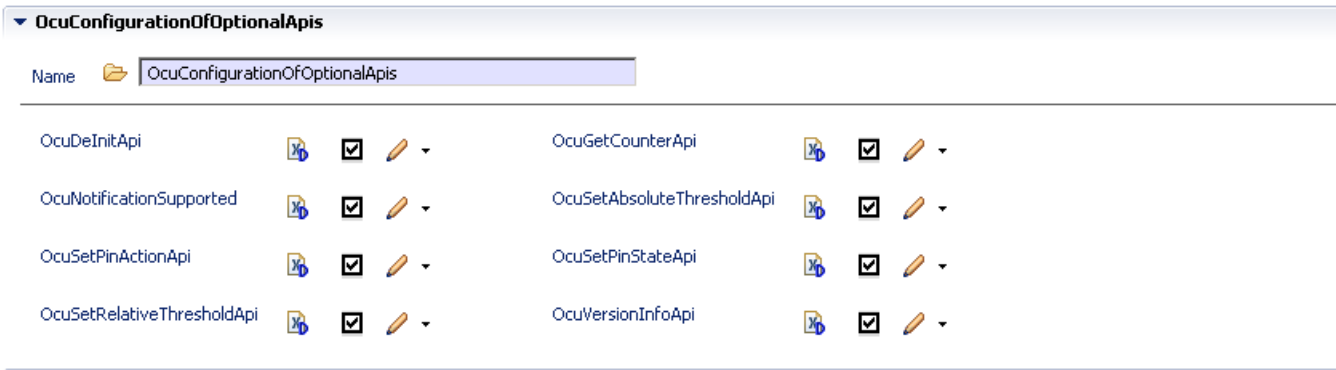 OcuConfigurationOfOptionalApis
Name OcuConfigurationOfOptionalApis
OcuDeInitApi OcuGetCounterApi
OcuNotificationSupported OcuSetAbsoluteThresholdApi
OcuSetPinActionApi OcuSetPinStateApi
OcuSetRelativeThresholdApi OcuVersionInfoApi